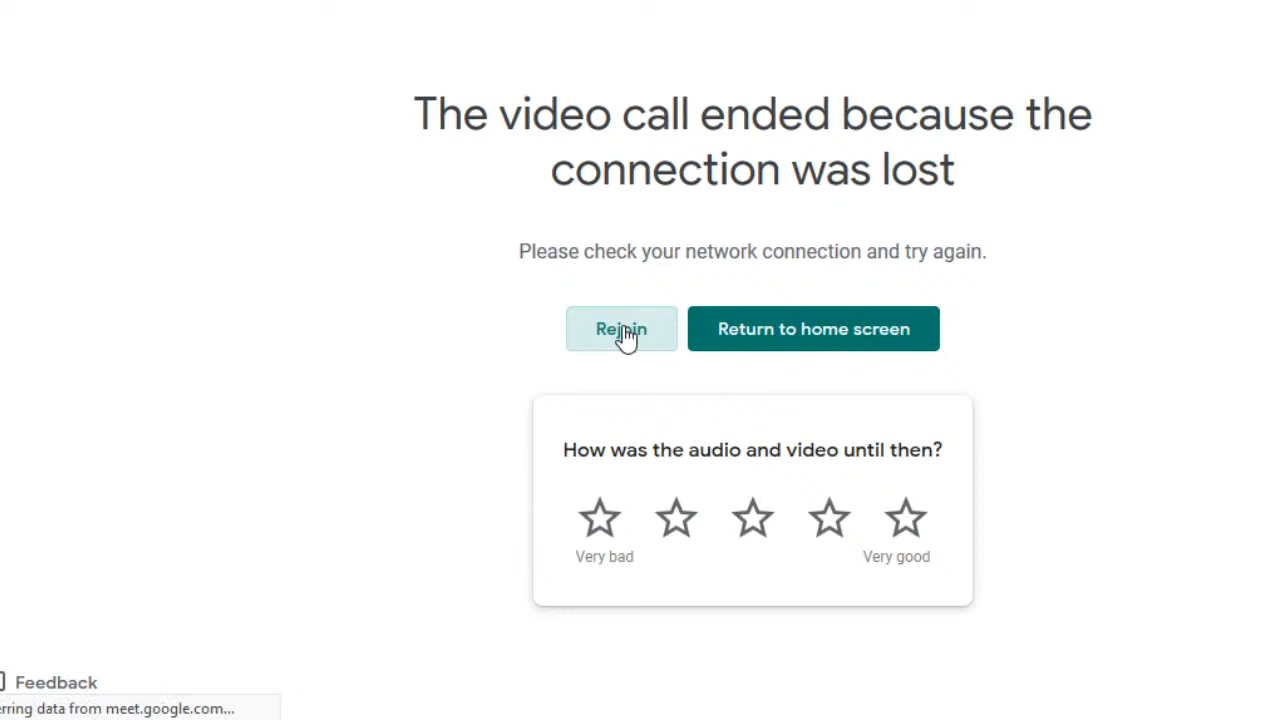 The video call ended because the
connection was lost
Please check your network connection and try again.
Rejoin Return to home screen
How was the audio and video until then?
Very bad Very good
Feedback
erring data from meet.google.com...